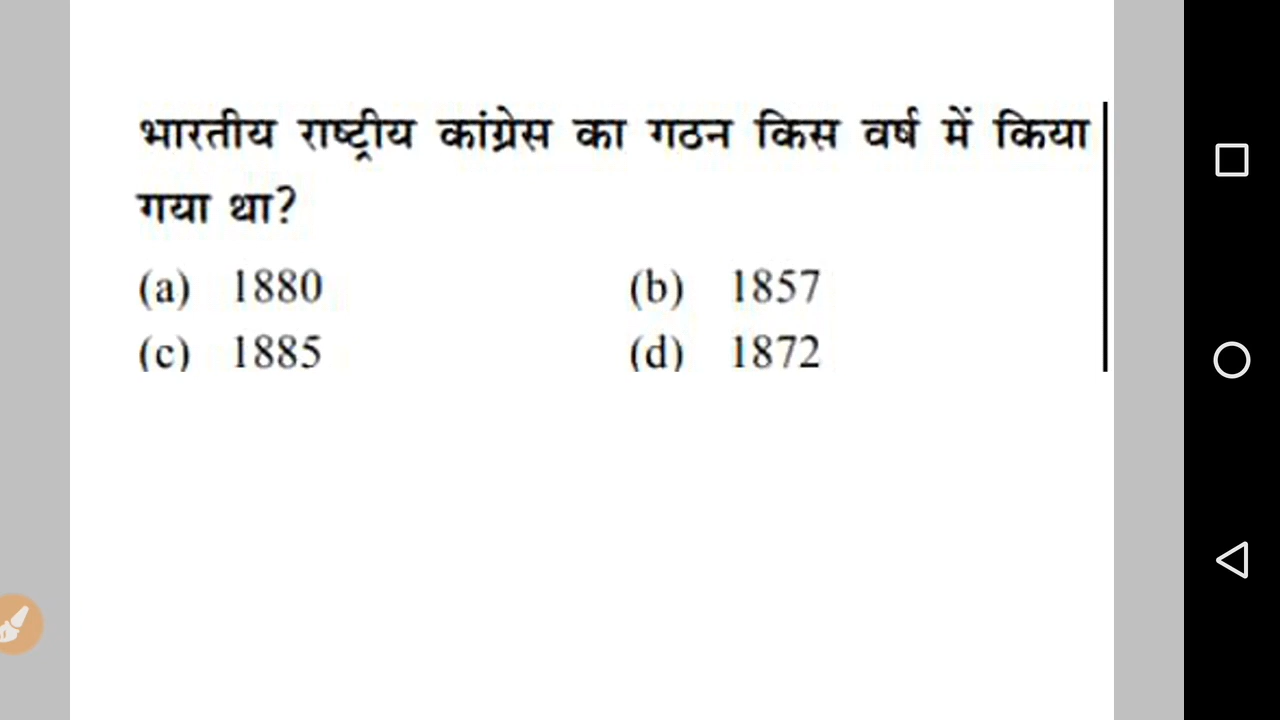 भारतीय राष्ट्रीय कांग्रेस का गठन किस वर्ष में किया
गया था?
(a) 1880 (b) 1857
(c) 1885 (d) 1872